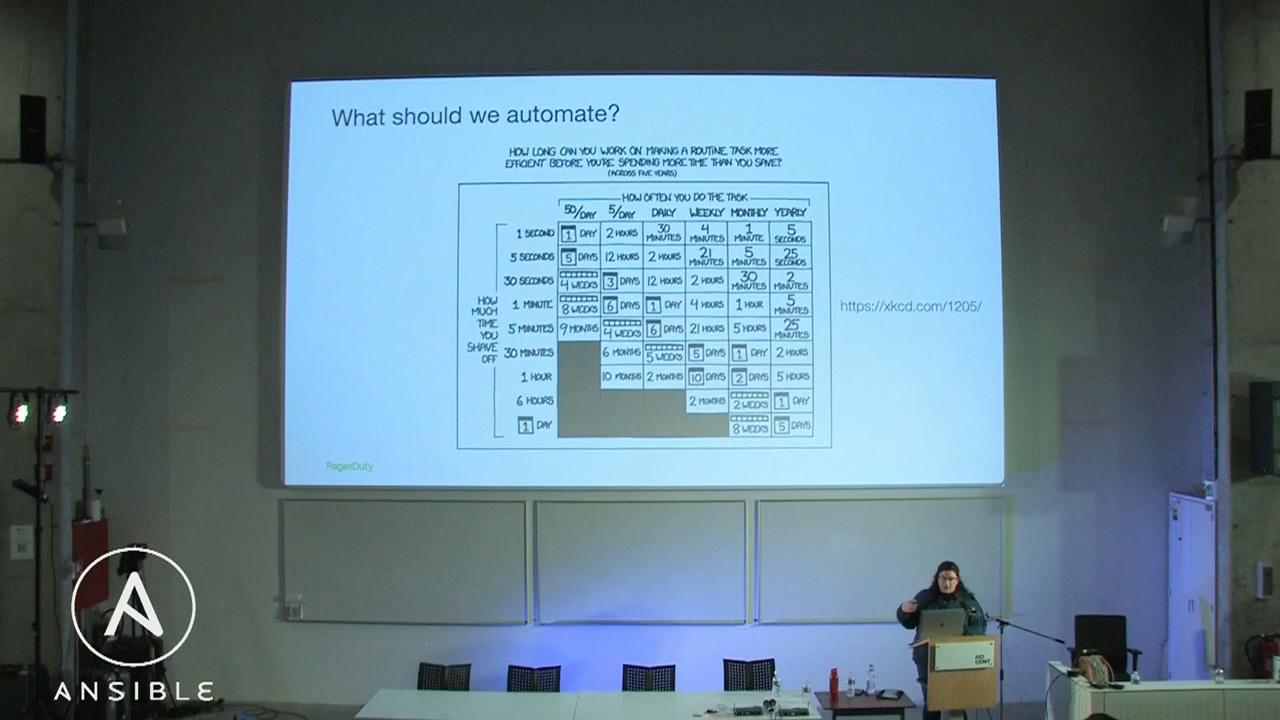 What should we automate?
HOW LONG CAN YOU WORK ON MAKING A ROUTINE TASK MORE
EFFICIENT BEFORE YOU'RE SPENDING MORE TIME THAN YOU SAVE?
(ACROSS FIVE YEARS)
HOW OFTEN YOU DO THE TASK
50/DAY 5/DAY DAILY WEEKLY MONTHLY YEARLY
HOW MUCH TIME YOU SHAVE OFF
1 SECOND 1 DAY 2 HOURS 30 MINUTES 4 MINUTES 1 MINUTE 5 SECONDS
5 SECONDS 5 DAYS 12 HOURS 2 HOURS 21 MINUTES 5 MINUTES 25 SECONDS
30 SECONDS 4 WEEKS 3 DAYS 12 HOURS 2 HOURS 30 MINUTES 2 MINUTES
1 MINUTE 8 WEEKS 6 DAYS 1 DAY 4 HOURS 1 HOUR 5 MINUTES
5 MINUTES 9 MONTHS 4 WEEKS 6 DAYS 21 HOURS 5 HOURS 25 MINUTES
30 MINUTES 6 MONTHS 5 WEEKS 5 DAYS 1 DAY 2 HOURS
1 HOUR 10 MONTHS 2 MONTHS 10 DAYS 2 DAYS 5 HOURS
6 HOURS 2 MONTHS 2 WEEKS 1 DAY
1 DAY 8 WEEKS 5 DAYS
https://xkcd.com/1205/
PagerDuty
HO
GENT
ANSIBLE